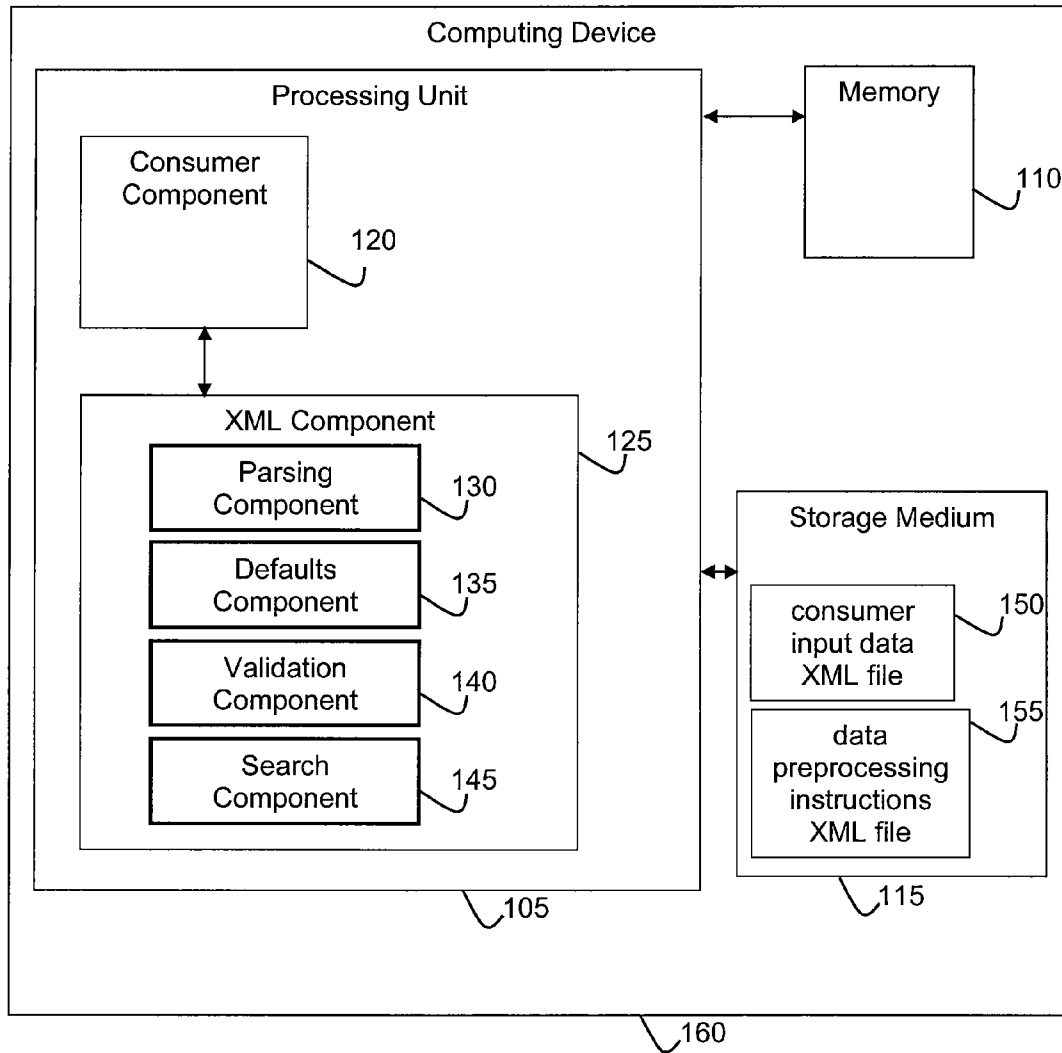 Computing Device
Processing Unit
Memory
110
Consumer
Component
120
XML Component
125
Parsing
Component
130
Defaults
Component
135
Validation
Component
140
Search
Component
145
105
Storage Medium
consumer
input data
XML file
150
data
preprocessing
instructions
XML file
155
115
160